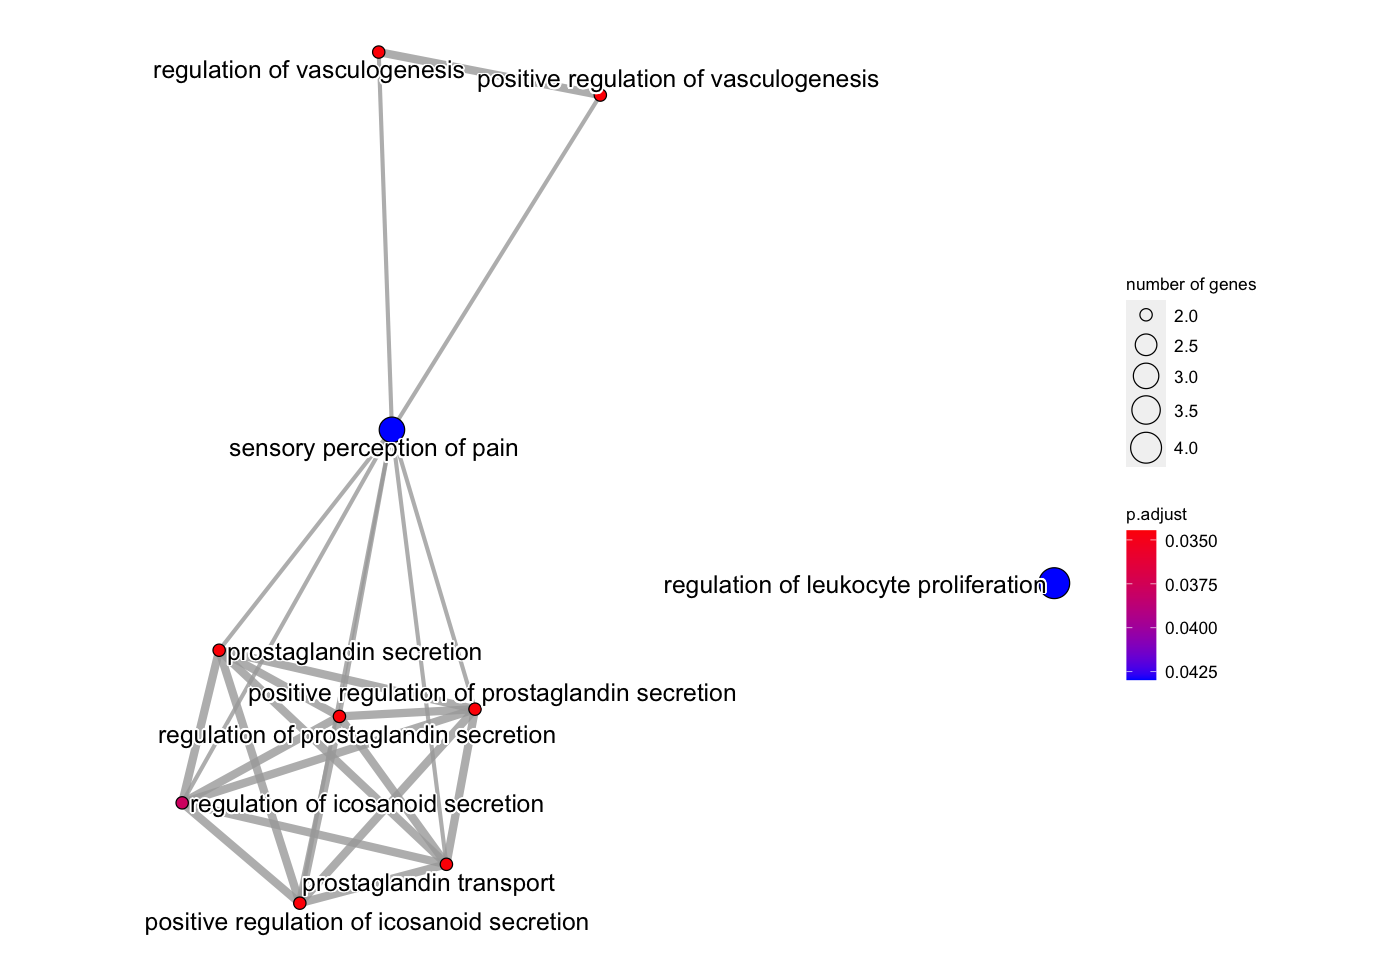 regulation of vasculogenesis
positive regulation of vasculogenesis
sensory perception of pain
regulation of leukocyte proliferation
prostaglandin secretion
positive regulation of prostaglandin secretion
regulation of prostaglandin secretion
regulation of icosanoid secretion
prostaglandin transport
positive regulation of icosanoid secretion
number of genes
2.0
2.5
3.0
3.5
4.0
p.adjust
0.0350
0.0375
0.0400
0.0425